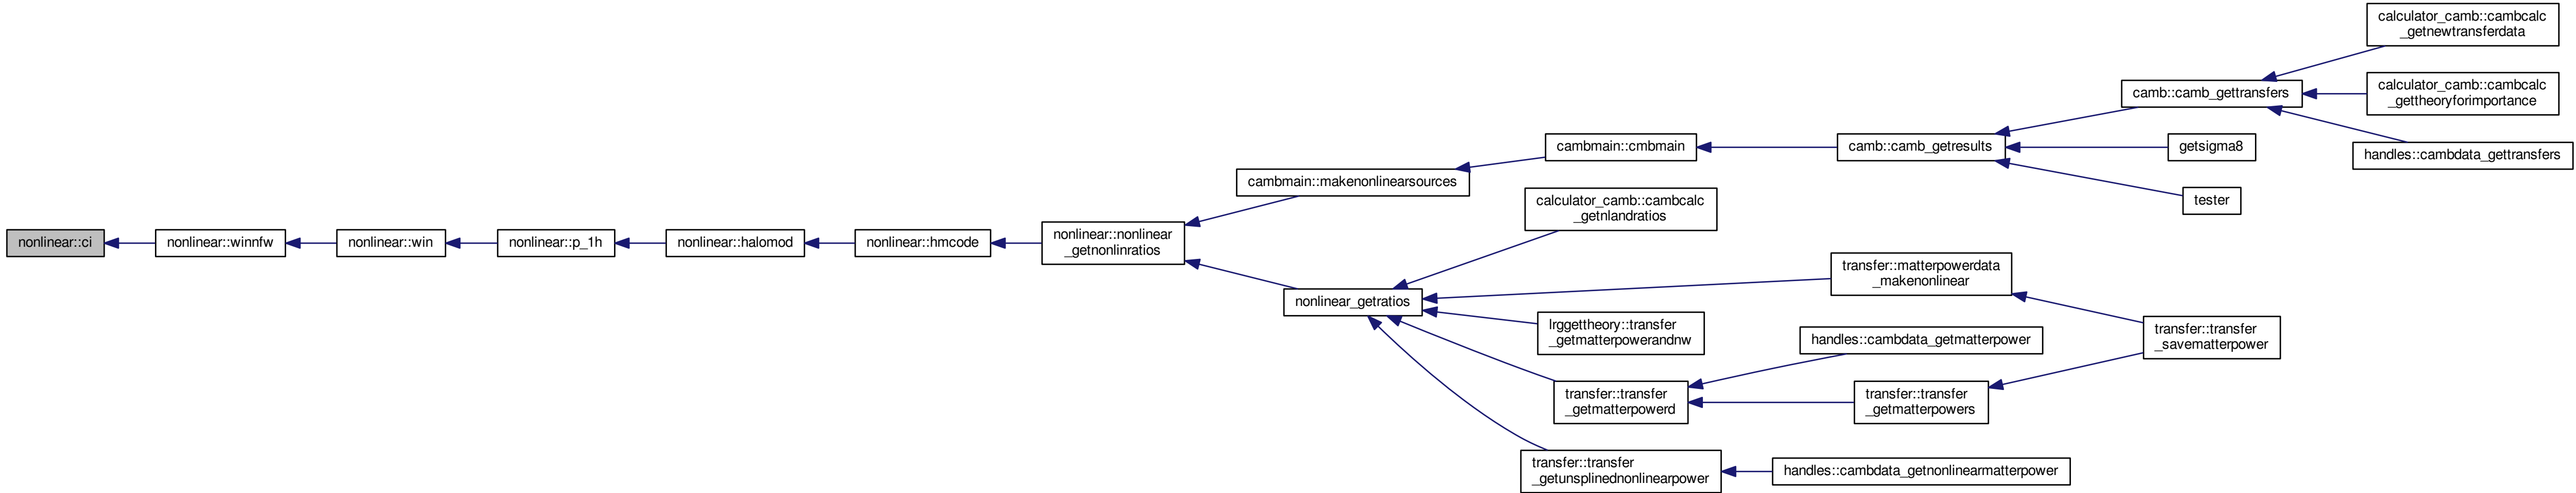 nonlinear::ci
nonlinear::winnfw
nonlinear::win
nonlinear::p_1h
nonlinear::halomod
nonlinear::hmcode
nonlinear::nonlinear
_getnonlinratios
cambmain::makenonlinearsources
nonlinear_getratios
cambmain::cmbmain
calculator_camb::cambcalc
_getnlandratios
lrggettheory::transfer
_getmatterpowerandnw
transfer::transfer
_getmatterpowerd
transfer::transfer
_getunsplinednonlinearpower
camb::camb_getresults
transfer::matterpowerdata
_makenonlinear
handles::cambdata_getmatterpower
transfer::transfer
_getmatterpowers
handles::cambdata_getnonlinearmatterpower
camb::camb_gettransfers
getsigma8
tester
transfer::transfer
_savematterpower
calculator_camb::cambcalc
_getnewtransferdata
calculator_camb::cambcalc
_gettheoryforimportance
handles::cambdata_gettransfers